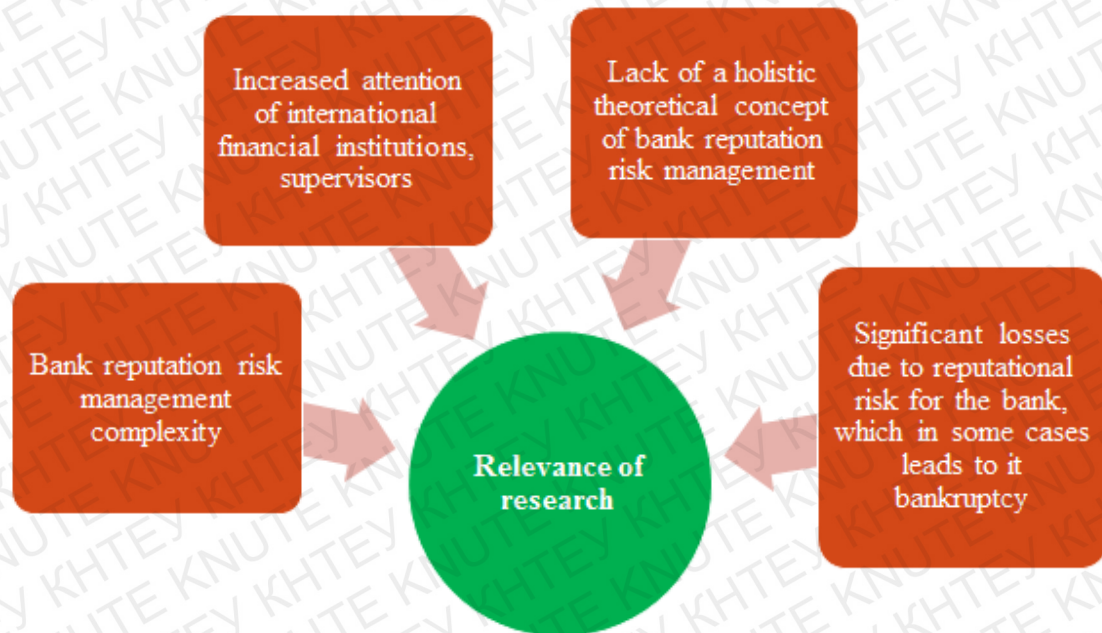 Increased attention
of international
financial institutions,
supervisors
Lack of a holistic
theoretical concept
of bank reputation
risk management
Bank reputation risk
management
complexity
Significant losses
due to reputational
risk for the bank,
which in some cases
leads to it
bankruptcy
Relevance of
research
КНТЕУ KNUTE